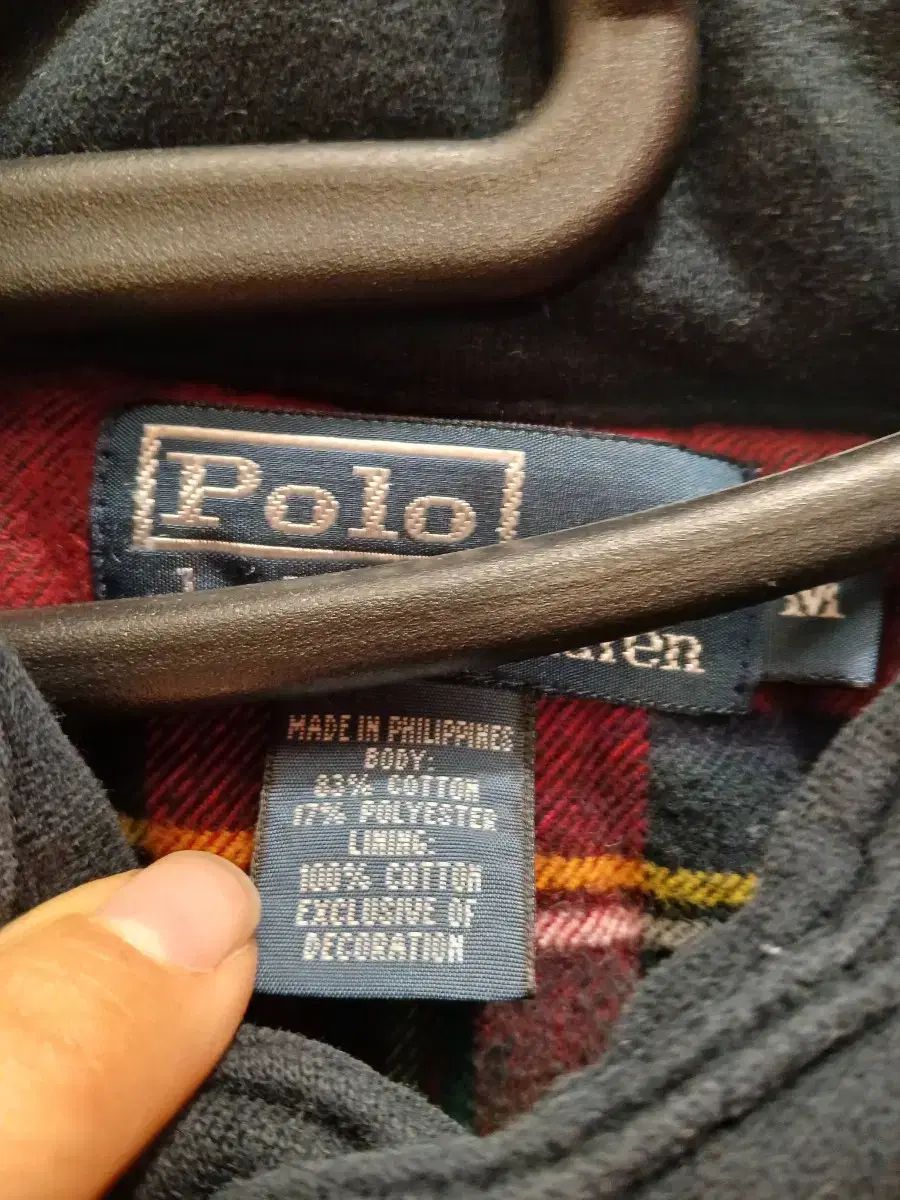 Polo
M
MADE IN PHILIPPINES
BODY:
83% COTTON
17% POLYESTER
LINING:
100% COTTON
EXCLUSIVE OF
DECORATION